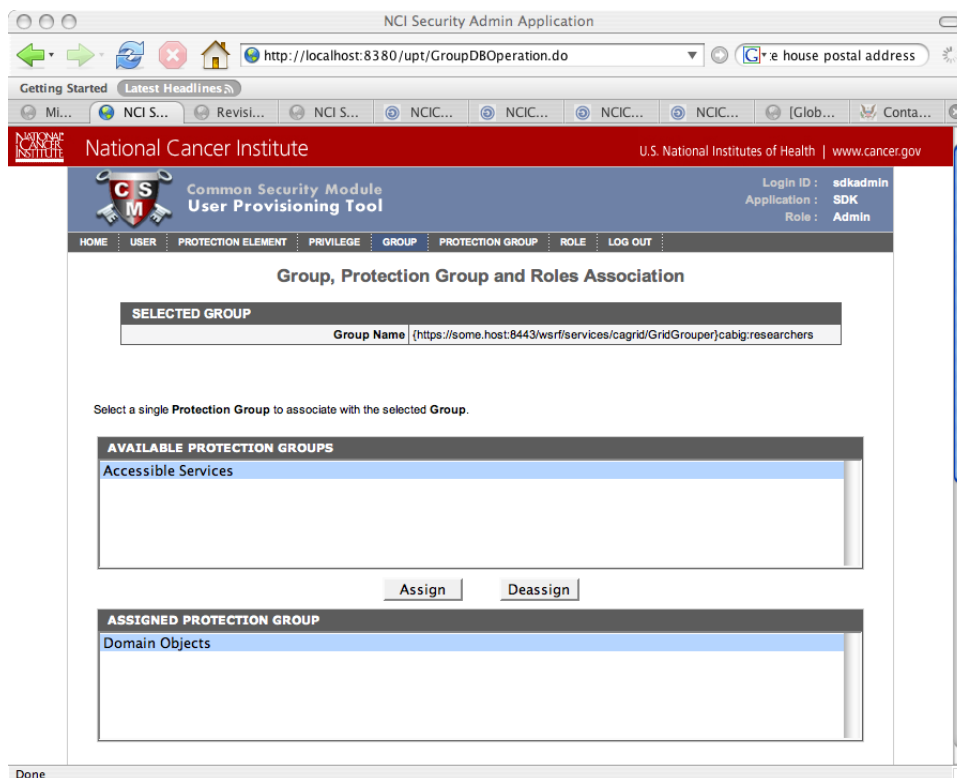 NCI Security Admin Application
http://localhost:8380/upt/GroupDBOperation.do
G :e house postal address
Getting Started Latest Headlines
Mi... NCI S... Revisi... NCI S... NCIC... NCIC... NCIC... NCIC... [Glob... Conta...
NATIONAL CANCER INSTITUTE
National Cancer Institute U.S. National Institutes of Health | www.cancer.gov
CSM
Common Security Module
User Provisioning Tool
Login ID : sdkadmin
Application : SDK
Role : Admin
HOME USER PROTECTION ELEMENT PRIVILEGE GROUP PROTECTION GROUP ROLE LOG OUT
Group, Protection Group and Roles Association
SELECTED GROUP
Group Name {https://some.host:8443/wsrf/services/cagrid/GridGrouper}cabig:researchers
Select a single Protection Group to associate with the selected Group.
AVAILABLE PROTECTION GROUPS
Accessible Services
Assign Deassign
ASSIGNED PROTECTION GROUP
Domain Objects
Done